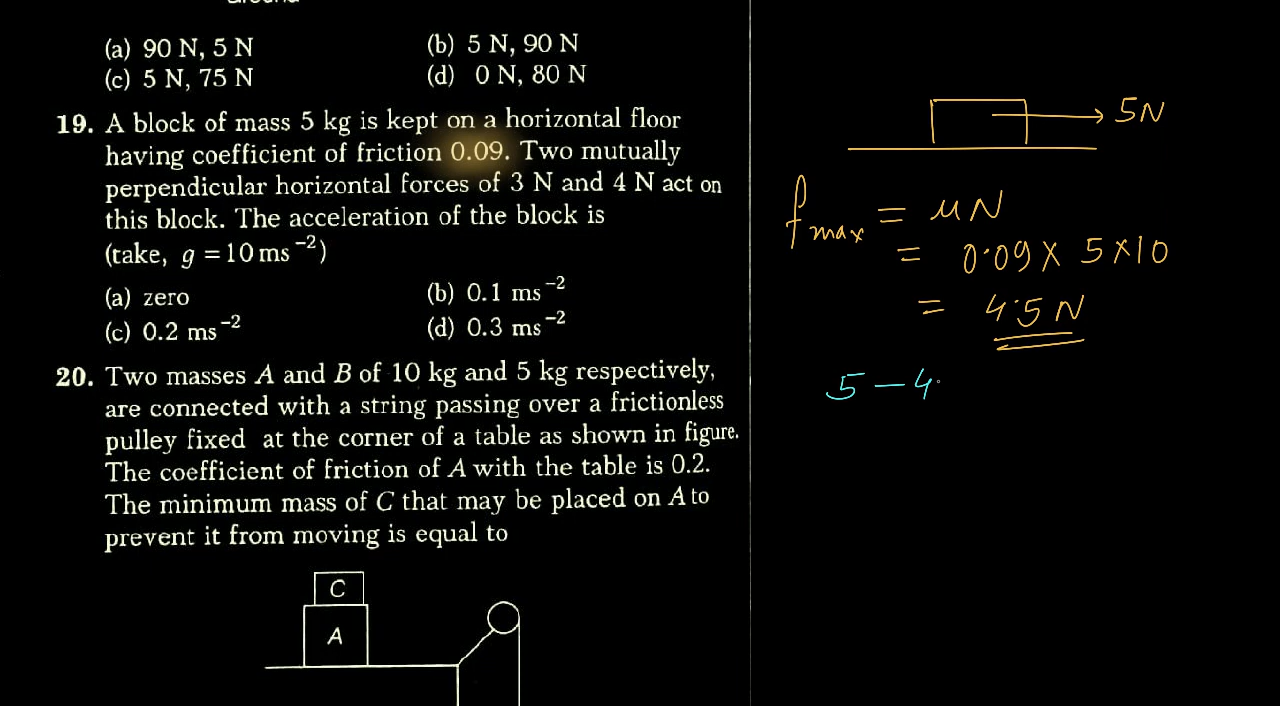 around
(a) 90 N, 5 N (b) 5 N, 90 N
(c) 5 N, 75 N (d) 0 N, 80 N
19. A block of mass 5 kg is kept on a horizontal floor
having coefficient of friction 0.09. Two mutually
perpendicular horizontal forces of 3 N and 4 N act on
this block. The acceleration of the block is
(take, g = 10 ms⁻²)
(a) zero (b) 0.1 ms⁻²
(c) 0.2 ms⁻² (d) 0.3 ms⁻²
20. Two masses A and B of 10 kg and 5 kg respectively,
are connected with a string passing over a frictionless
pulley fixed at the corner of a table as shown in figure.
The coefficient of friction of A with the table is 0.2.
The minimum mass of C that may be placed on A to
prevent it from moving is equal to
C
A
5N
fmax = μN
= 0.09 × 5×10
= 4.5 N
5 – 4.